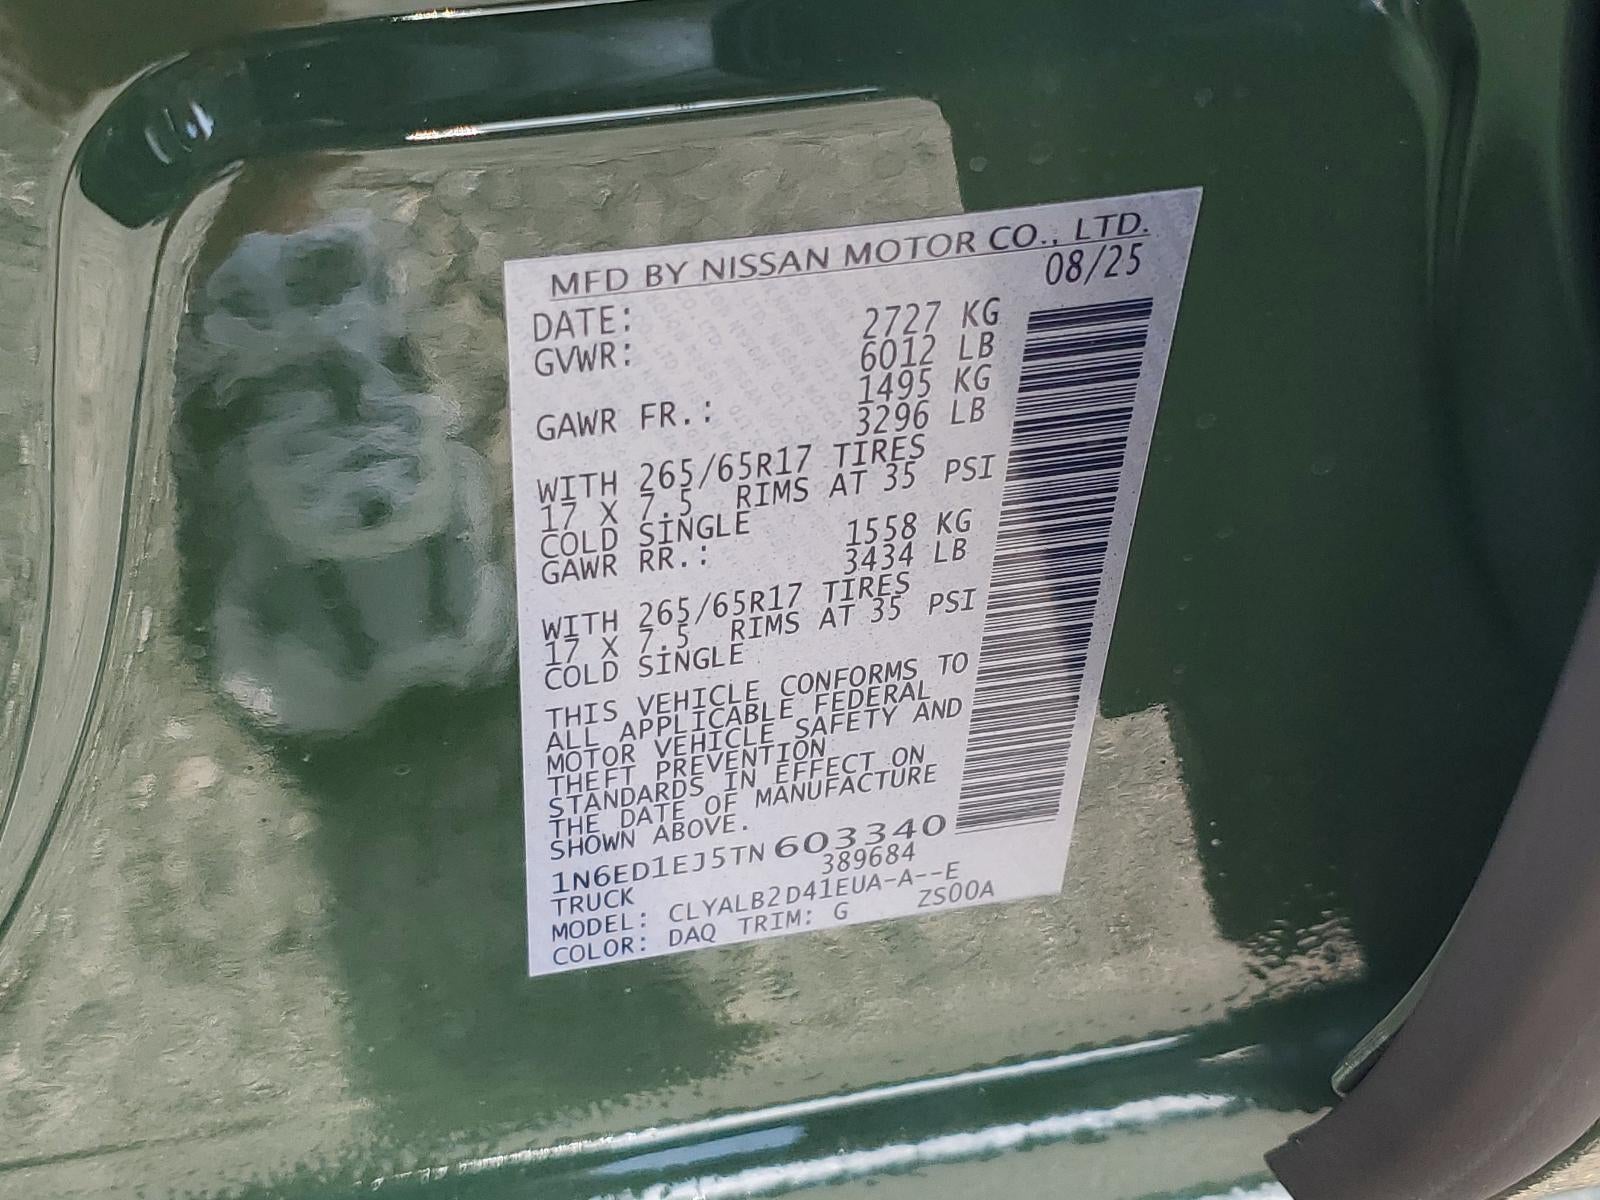 MFD BY NISSAN MOTOR CO., LTD.
DATE: 08/25
GVWR: 2727 KG
6012 LB
1495 KG
GAWR FR.: 3296 LB
WITH 265/65R17 TIRES
17 X 7.5 RIMS AT 35 PSI
COLD SINGLE 1558 KG
GAWR RR.: 3434 LB
WITH 265/65R17 TIRES
17 X 7.5 RIMS AT 35 PSI
COLD SINGLE
THIS VEHICLE CONFORMS TO
ALL APPLICABLE FEDERAL
MOTOR VEHICLE SAFETY AND
THEFT PREVENTION
STANDARDS IN EFFECT ON
THE DATE OF MANUFACTURE
SHOWN ABOVE.
1N6ED1EJ5TN603340
TRUCK 389684
MODEL: CLYALB2D41EUA-A--E
COLOR: DAQ TRIM: G ZS00A